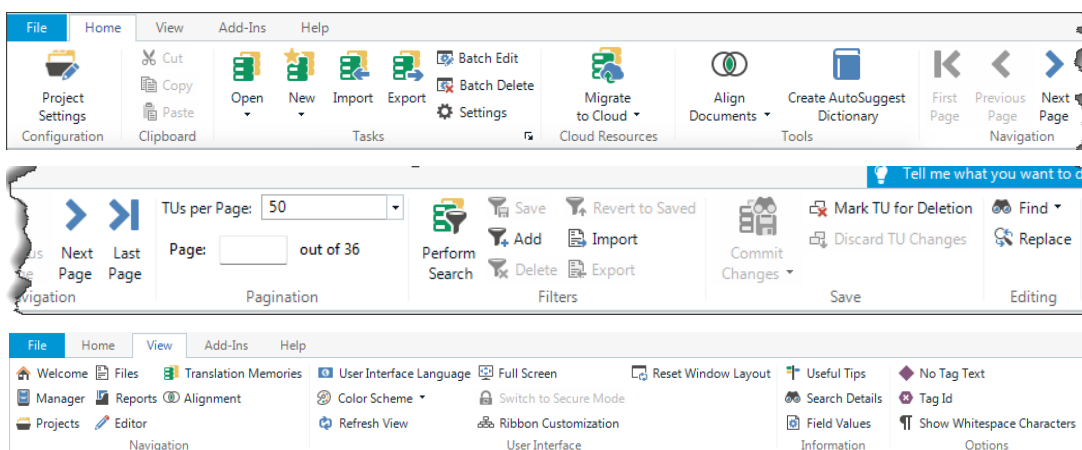 File Home View Add-Ins Help
Project Settings
Cut
Copy
Paste
Open New Import Export
Batch Edit
Batch Delete
Settings
Migrate to Cloud
Align Documents
Create AutoSuggest Dictionary
First Page
Previous Page
Next Page
Configuration Clipboard Tasks Cloud Resources Tools Navigation
Tell me what you want to
Next Page
Last Page
TUs per Page: 50
Page: out of 36
Perform Search
Save Revert to Saved
Add Import
Delete Export
Commit Changes
Mark TU for Deletion
Discard TU Changes
Find
Replace
Pagination Filters Save Editing
File Home View Add-Ins Help
Welcome Files Translation Memories User Interface Language Full Screen Reset Window Layout Useful Tips No Tag Text
Manager Reports Alignment Color Scheme Switch to Secure Mode Search Details Tag Id
Projects Editor Refresh View Ribbon Customization Field Values Show Whitespace Characters
Navigation User Interface Information Options